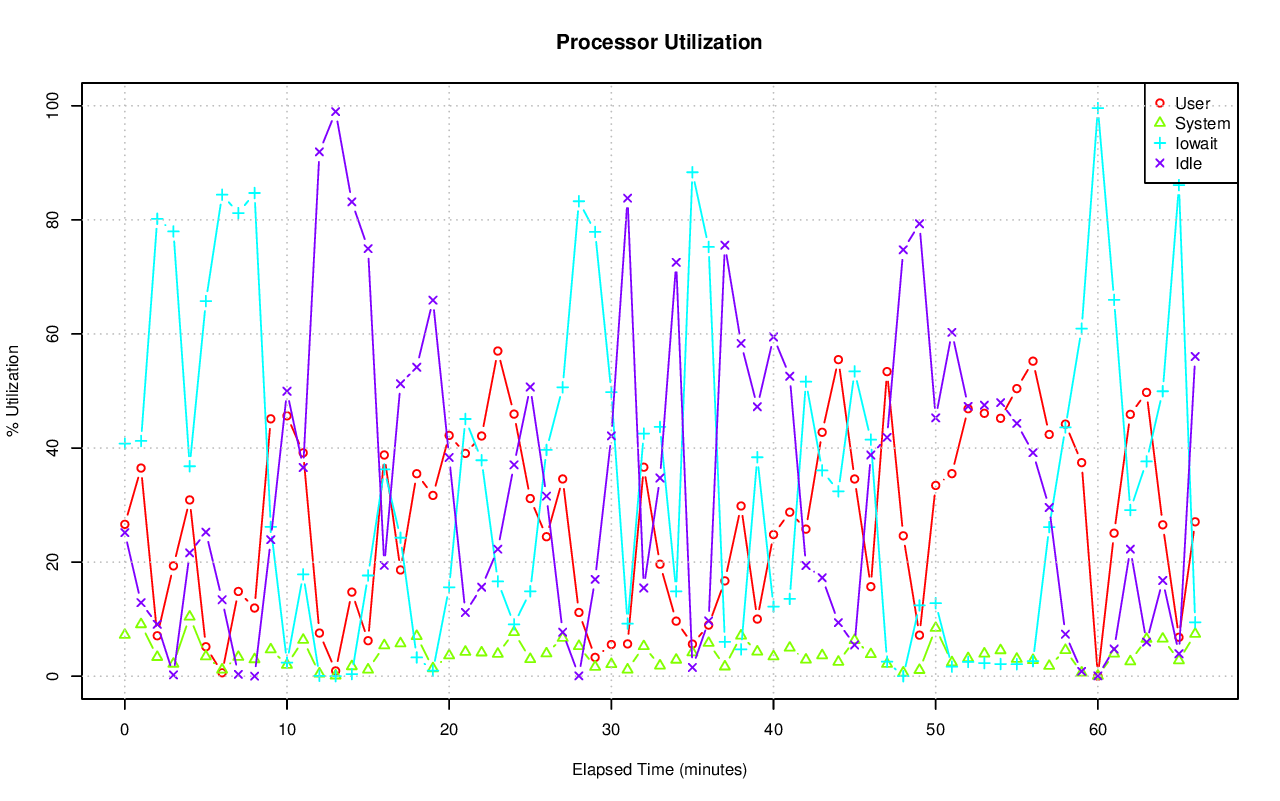 Processor Utilization
% Utilization
100
80
60
40
20
0
User
System
Iowait
Idle
0 10 20 30 40 50 60
Elapsed Time (minutes)